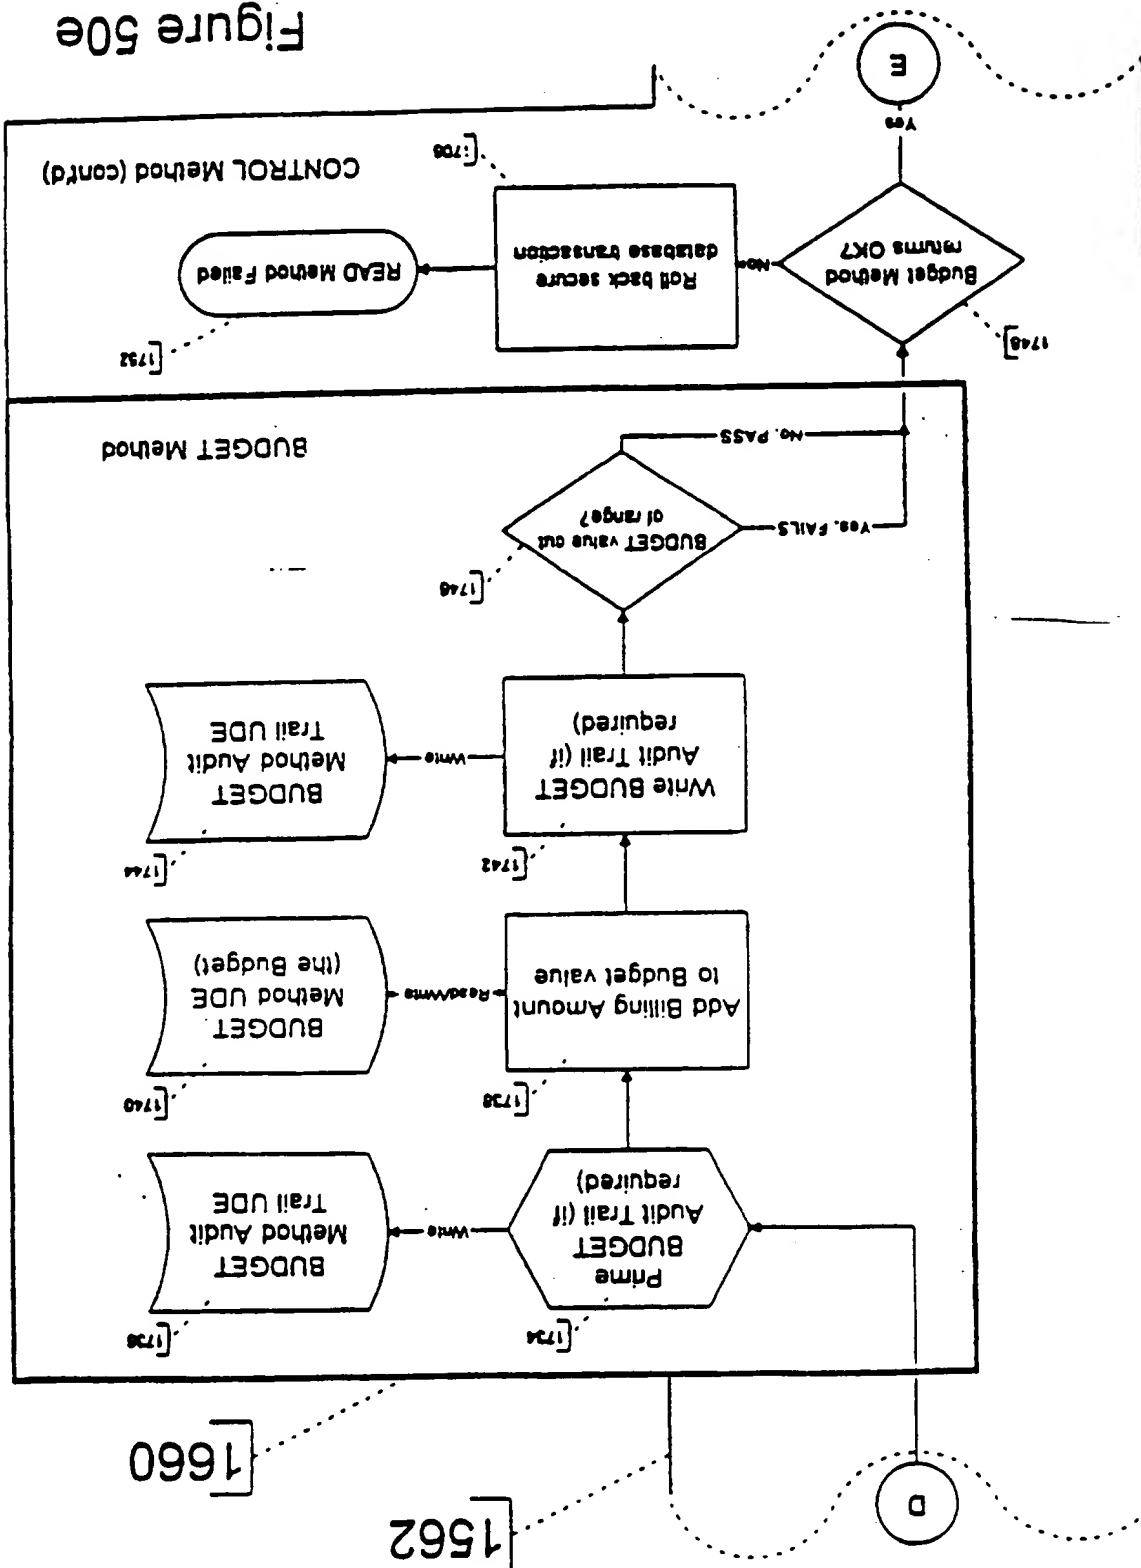 D
1562
1660
1734
Prime
BUDGET
Audit Trail (if
required)
Write
1736
BUDGET
Method Audit
Trail UDE
1738
Add Billing Amount
to Budget value
Read/Write
1740
BUDGET
Method UDE
(the Budget)
1742
Write BUDGET
Audit Trail (if
required)
Write
1744
BUDGET
Method Audit
Trail UDE
1746
BUDGET value out
of range?
Yes, FAILS
No, PASS
BUDGET Method
1748
Budget Method
returns OK?
No
Roll back secure
database transaction
1752
READ Method Failed
CONTROL Method (cont'd)
Yes
E
Figure 50e